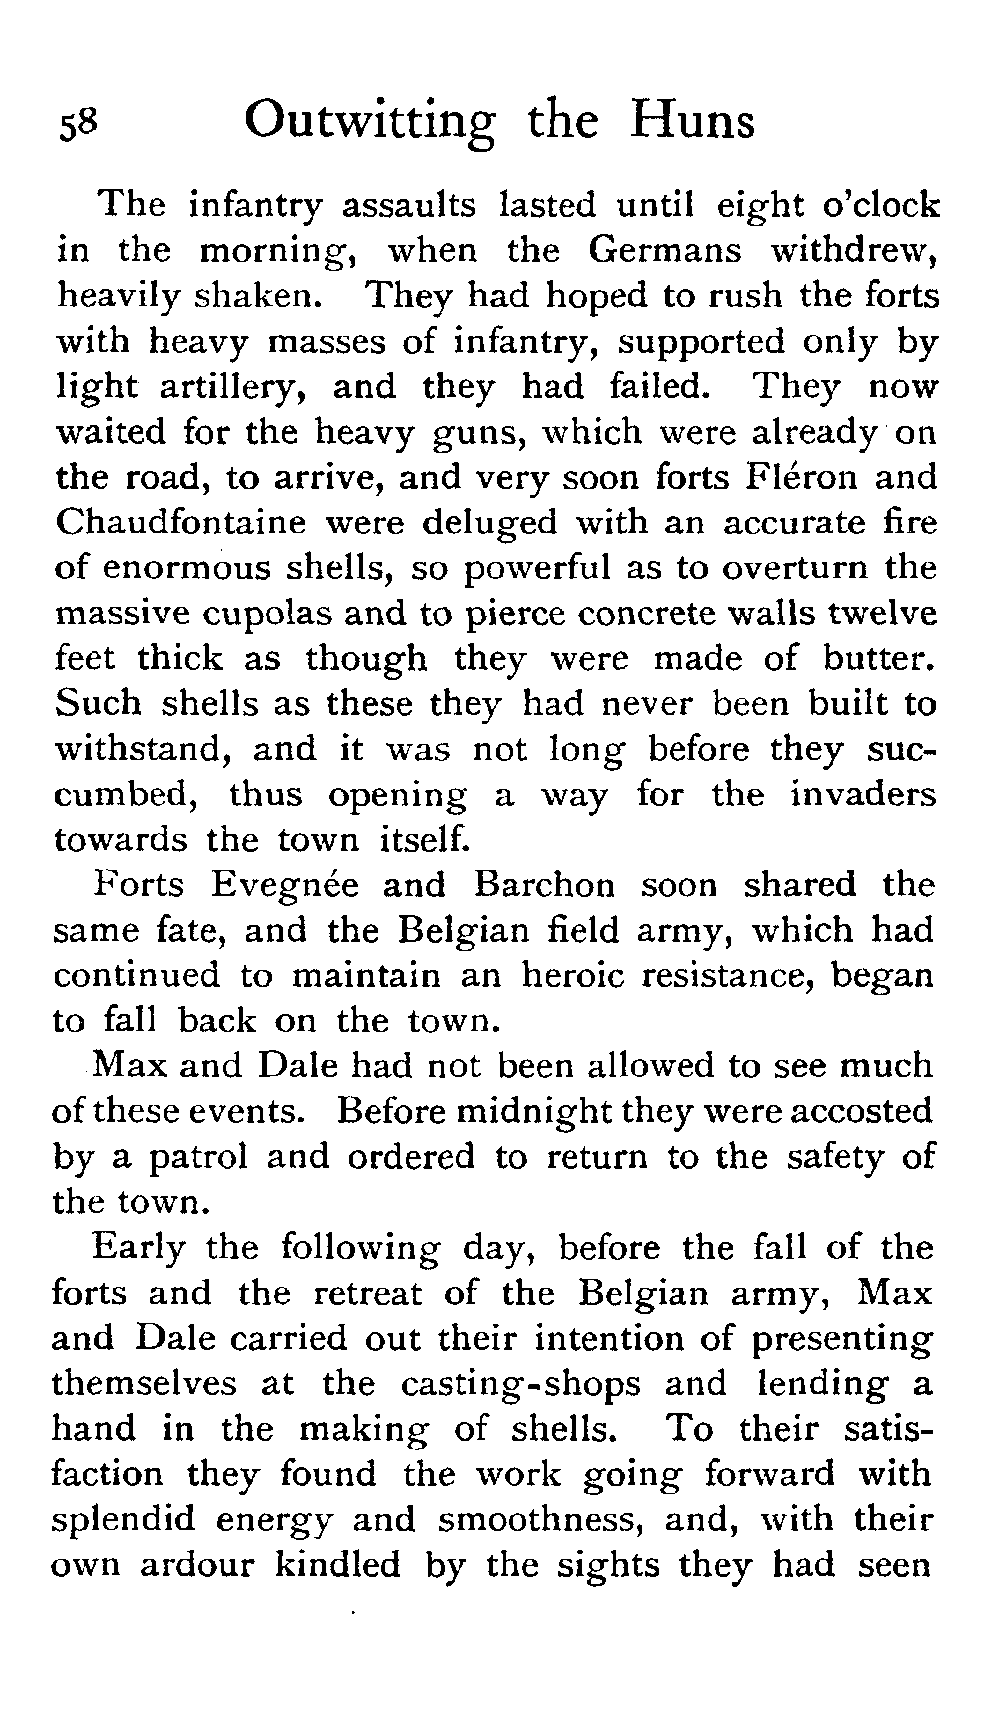 58 Outwitting the Huns
The infantry assaults lasted until eight o'clock
in the morning, when the Germans withdrew,
heavily shaken. They had hoped to rush the forts
with heavy masses of infantry, supported only by
light artillery, and they had failed. They now
waited for the heavy guns, which were already on
the road, to arrive, and very soon forts Fléron and
Chaudfontaine were deluged with an accurate fire
of enormous shells, so powerful as to overturn the
massive cupolas and to pierce concrete walls twelve
feet thick as though they were made of butter.
Such shells as these they had never been built to
withstand, and it was not long before they suc-
cumbed, thus opening a way for the invaders
towards the town itself.
Forts Evegnée and Barchon soon shared the
same fate, and the Belgian field army, which had
continued to maintain an heroic resistance, began
to fall back on the town.
Max and Dale had not been allowed to see much
of these events. Before midnight they were accosted
by a patrol and ordered to return to the safety of
the town.
Early the following day, before the fall of the
forts and the retreat of the Belgian army, Max
and Dale carried out their intention of presenting
themselves at the casting-shops and lending a
hand in the making of shells. To their satis-
faction they found the work going forward with
splendid energy and smoothness, and, with their
own ardour kindled by the sights they had seen